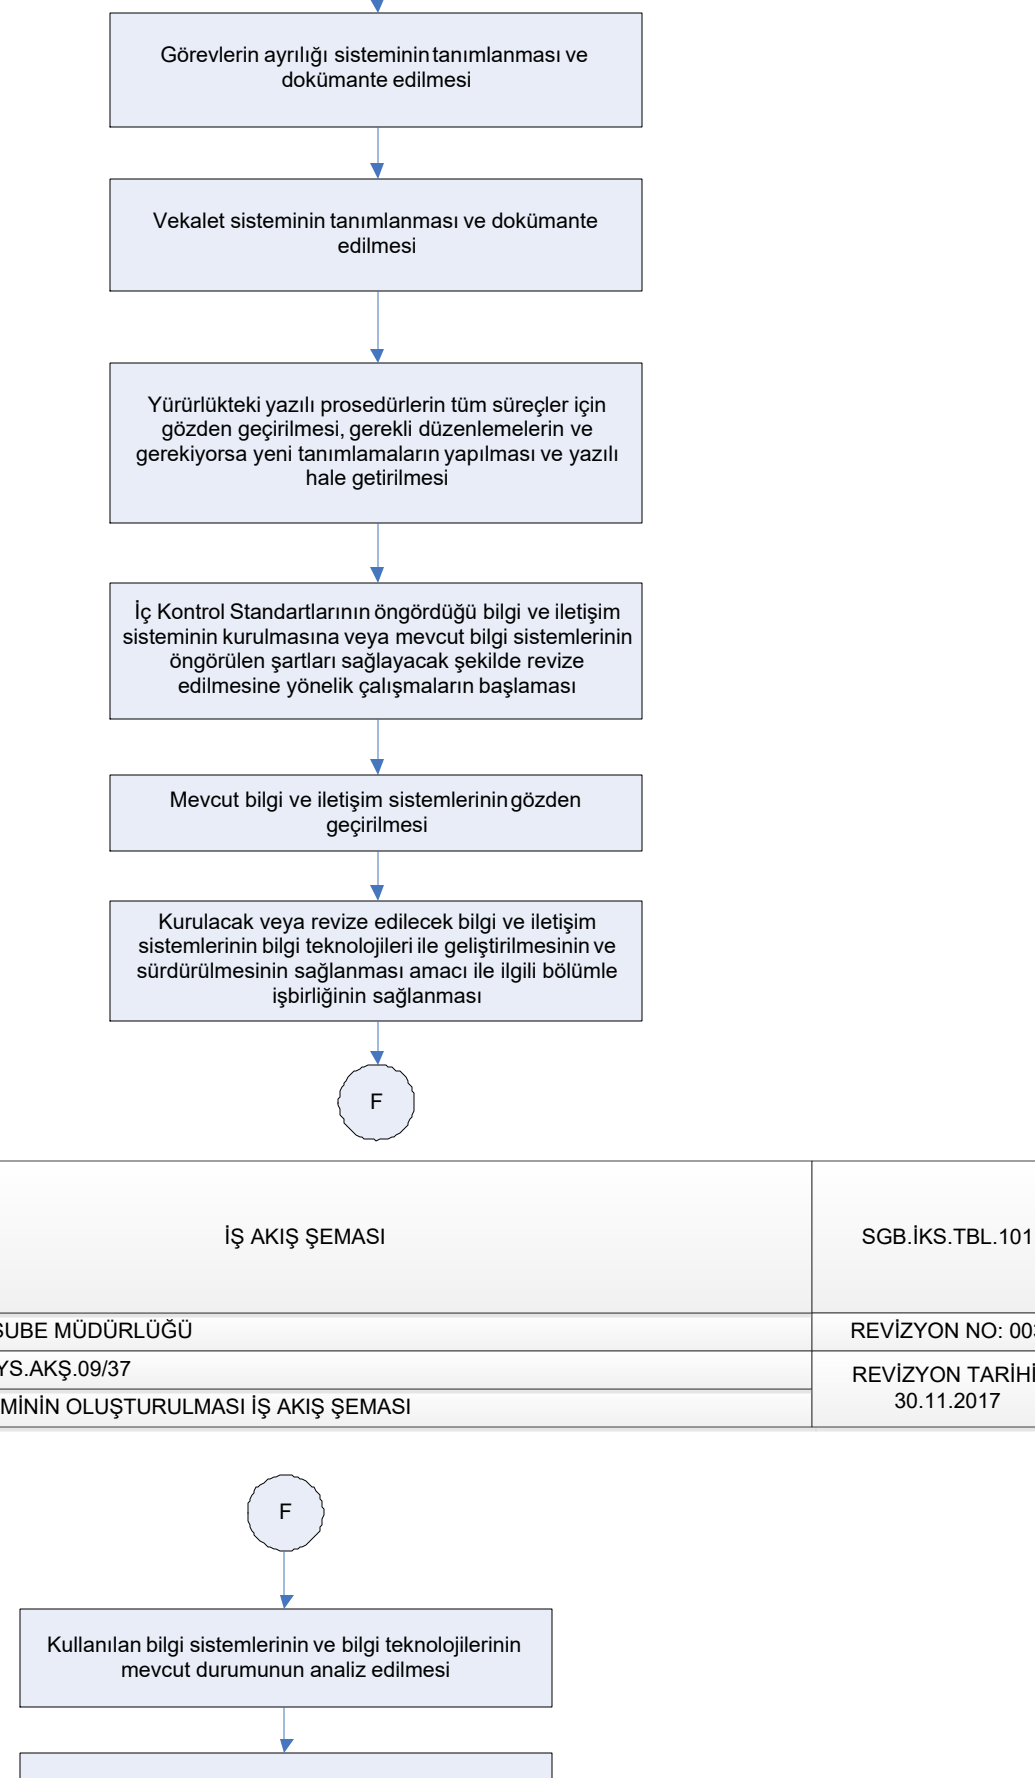 Görevlerin ayrılığı sisteminin tanımlanması ve
dokümante edilmesi
Vekalet sisteminin tanımlanması ve dokümante
edilmesi
Yürürlükteki yazılı prosedürlerin tüm süreçler için
gözden geçirilmesi, gerekli düzenlemelerin ve
gerekiyorsa yeni tanımlamaların yapılması ve yazılı
hale getirilmesi
İç Kontrol Standartlarının öngördüğü bilgi ve iletişim
sisteminin kurulmasına veya mevcut bilgi sistemlerinin
öngörülen şartları sağlayacak şekilde revize
edilmesine yönelik çalışmaların başlaması
Mevcut bilgi ve iletişim sistemlerinin gözden
geçirilmesi
Kurulacak veya revize edilecek bilgi ve iletişim
sistemlerinin bilgi teknolojileri ile geliştirilmesinin ve
sürdürülmesinin sağlanması amacı ile ilgili bölümle
işbirliğinin sağlanması
F
İŞ AKIŞ ŞEMASI
SGB.İKS.TBL.101
ŞUBE MÜDÜRLÜĞÜ
REVİZYON NO: 003
YS.AKŞ.09/37
REVİZYON TARİHİ
30.11.2017
MİNİN OLUŞTURULMASI İŞ AKIŞ ŞEMASI
F
Kullanılan bilgi sistemlerinin ve bilgi teknolojilerinin
mevcut durumunun analiz edilmesi